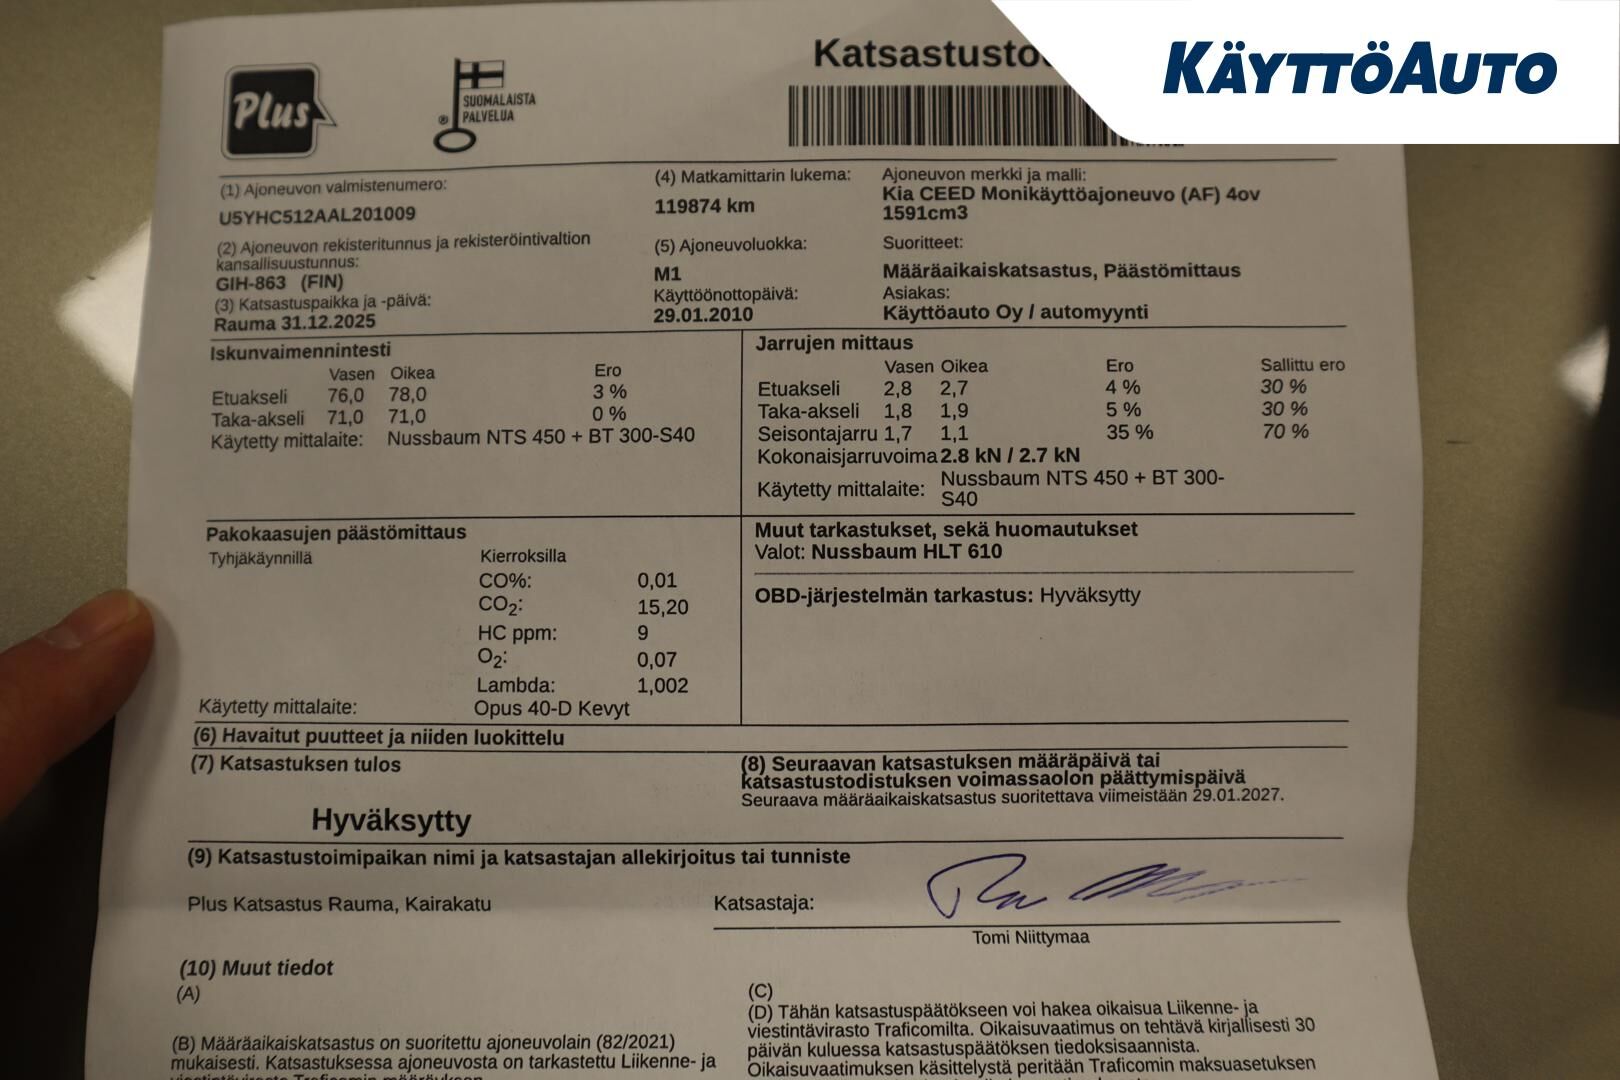 KÄYTTÖAUTO
Plus
SUOMALAISTA
PALVELUA
(1) Ajoneuvon valmistenumero:
U5YHC512AAL201009
(2) Ajoneuvon rekisteritunnus ja rekisteröintivaltion
kansallisuustunnus:
GIH-863 (FIN)
(3) Katsastuspaikka ja -päivä:
Rauma 31.12.2025
(4) Matkamittarin lukema:
119874 km
(5) Ajoneuvoluokka:
M1
Käyttöönottopäivä:
29.01.2010
Ajoneuvon merkki ja malli:
Kia CEED Monikäyttöajoneuvo (AF) 4ov
1591cm3
Suoritteet:
Määräaikaiskatsastus, Päästömittaus
Asiakas:
Käyttöauto Oy / automyynti
Iskunvaimennintesti
Vasen Oikea Ero
Etuakseli 76,0 78,0 3 %
Taka-akseli 71,0 71,0 0 %
Käytetty mittalaite: Nussbaum NTS 450 + BT 300-S40
Jarrujen mittaus
Vasen Oikea Ero Sallittu ero
Etuakseli 2,8 2,7 4 % 30 %
Taka-akseli 1,8 1,9 5 % 30 %
Seisontajarru 1,7 1,1 35 % 70 %
Kokonaisjarruvoima 2.8 kN / 2.7 kN
Käytetty mittalaite: Nussbaum NTS 450 + BT 300-
S40
Pakokaasujen päästömittaus
Tyhjäkäynnillä Kierroksilla
CO%: 0,01
CO2: 15,20
HC ppm: 9
O2: 0,07
Lambda: 1,002
Käytetty mittalaite: Opus 40-D Kevyt
Muut tarkastukset, sekä huomautukset
Valot: Nussbaum HLT 610
OBD-järjestelmän tarkastus: Hyväksytty
(6) Havaitut puutteet ja niiden luokittelu
(7) Katsastuksen tulos
Hyväksytty
(8) Seuraavan katsastuksen määräpäivä tai
katsastustodistuksen voimassaolon päättymispäivä
Seuraava määräaikaiskatsastus suoritettava viimeistään 29.01.2027.
(9) Katsastustoimipaikan nimi ja katsastajan allekirjoitus tai tunniste
Plus Katsastus Rauma, Kairakatu
Katsastaja:
Tomi Niittymaa
(10) Muut tiedot
(A)
(B) Määräaikaiskatsastus on suoritettu ajoneuvolain (82/2021)
mukaisesti. Katsastuksessa ajoneuvosta on tarkastettu Liikenne- ja
(C)
(D) Tähän katsastuspäätökseen voi hakea oikaisua Liikenne- ja
viestintävirasto Traficomilta. Oikaisuvaatimus on tehtävä kirjallisesti 30
päivän kuluessa katsastuspäätöksen tiedoksisaannista.
Oikaisuvaatimuksen käsittelystä peritään Traficomin maksuasetuksen